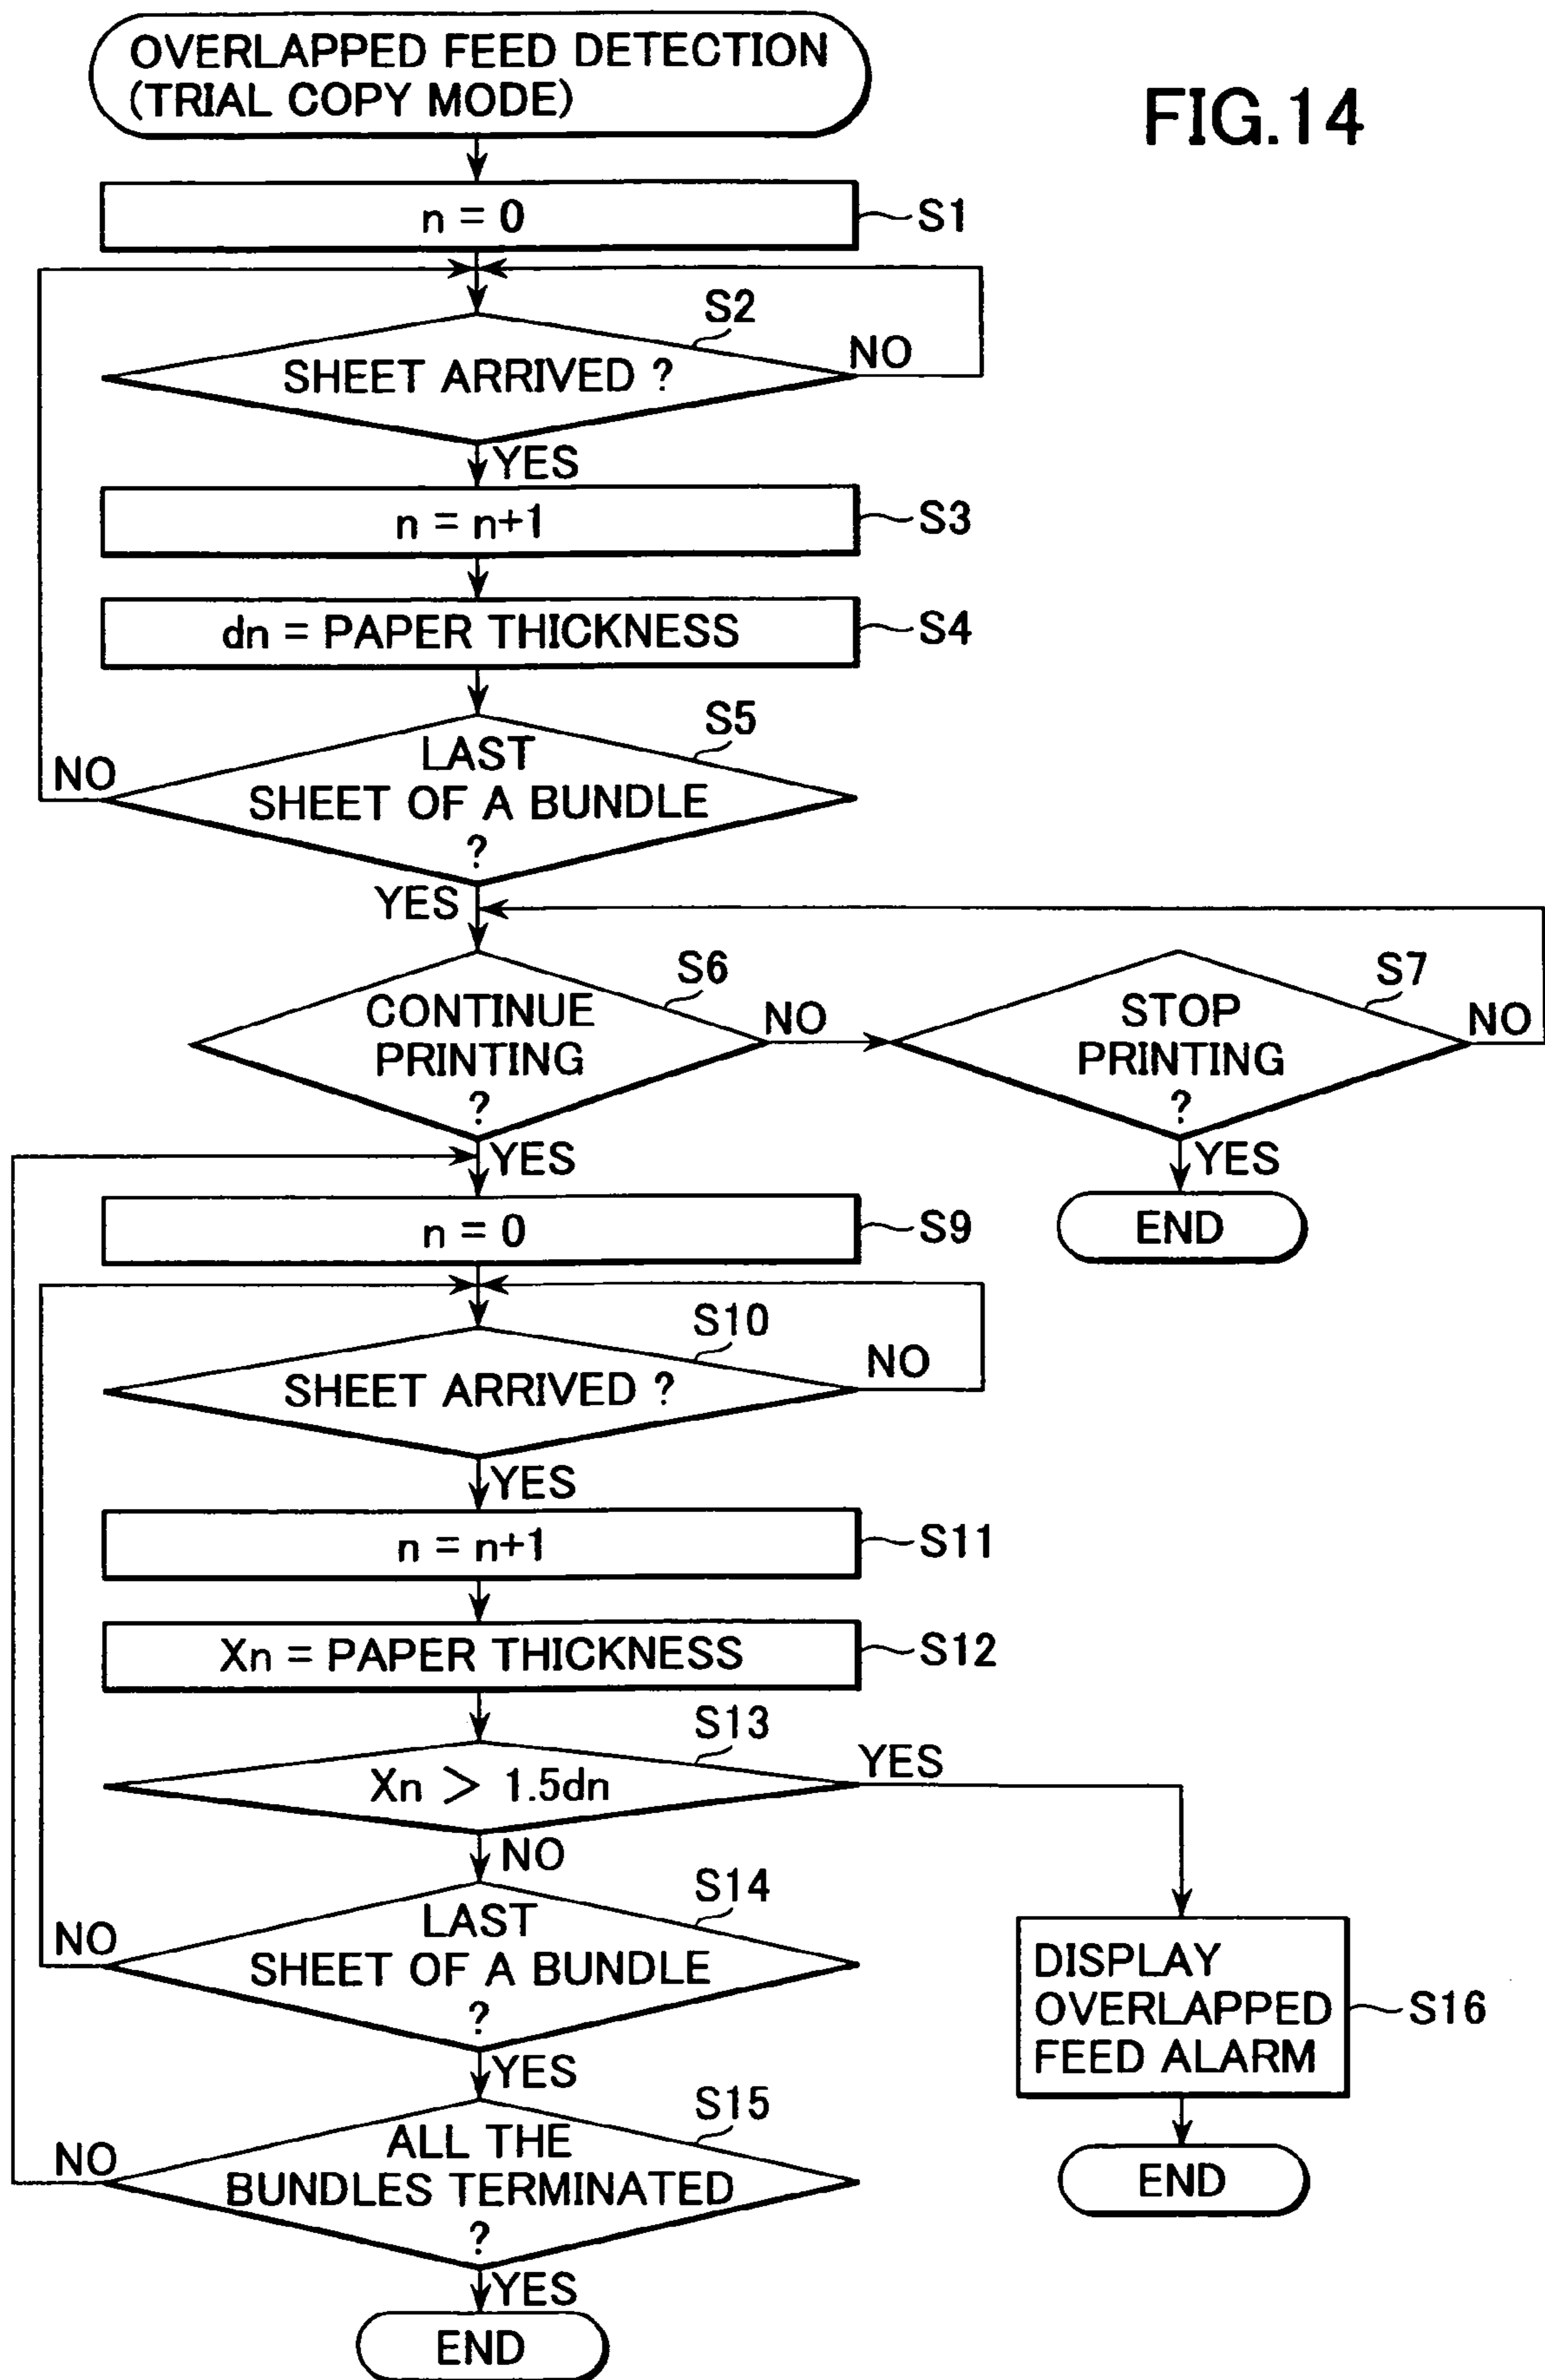 OVERLAPPED FEED DETECTION
(TRIAL COPY MODE)
FIG.14
n = 0
S1
S2
SHEET ARRIVED ?
NO
YES
n = n+1
S3
dn = PAPER THICKNESS
S4
S5
LAST
SHEET OF A BUNDLE
?
NO
YES
S6
CONTINUE
PRINTING
?
NO
S7
STOP
PRINTING
?
NO
YES
YES
END
n = 0
S9
S10
SHEET ARRIVED ?
NO
YES
n = n+1
S11
Xn = PAPER THICKNESS
S12
S13
Xn > 1.5dn
YES
NO
S14
LAST
SHEET OF A BUNDLE
?
NO
YES
DISPLAY
OVERLAPPED
FEED ALARM
S16
S15
ALL THE
BUNDLES TERMINATED
?
NO
YES
END
END